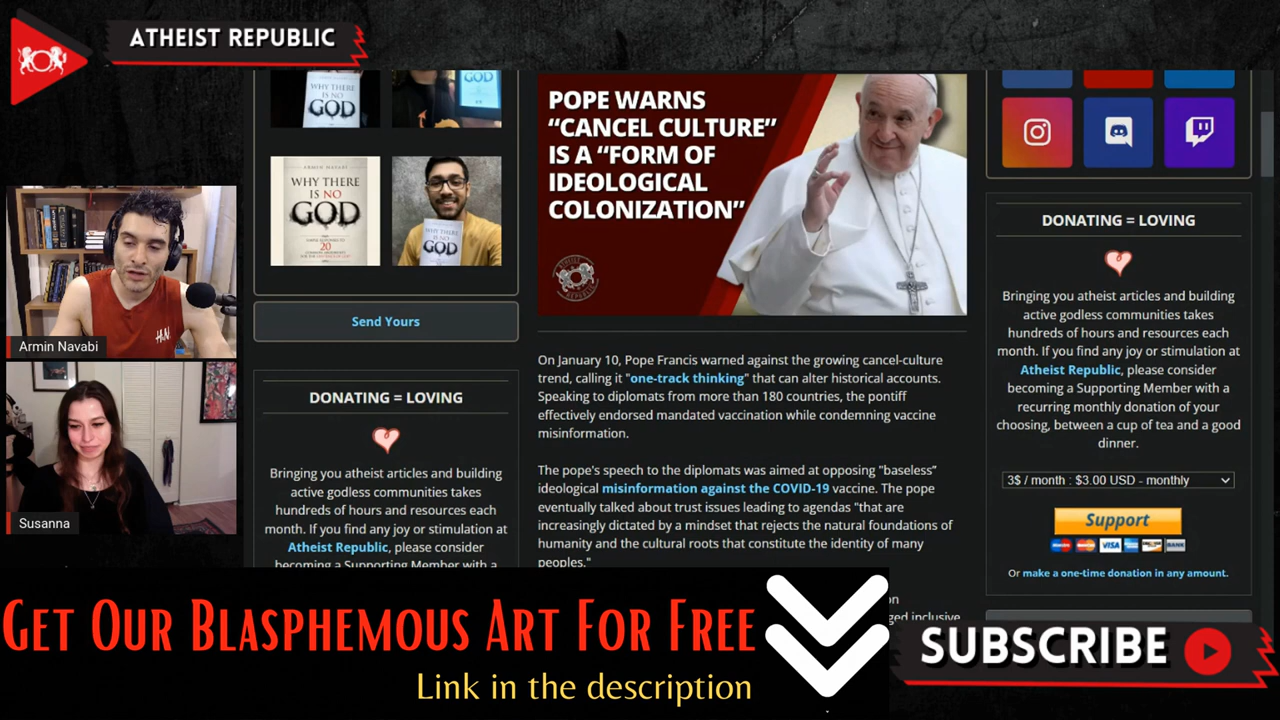 ATHEIST REPUBLIC
WHY THERE
IS NO
GOD
GOD
ARMIN NAVABI
WHY THERE
IS NO
GOD
20
GOD
Send Yours
DONATING = LOVING
Bringing you atheist articles and building
active godless communities takes
hundreds of hours and resources each
month. If you find any joy or stimulation at
Atheist Republic, please consider
becoming a Supporting Member with a
POPE WARNS
“CANCEL CULTURE”
IS A “FORM OF
IDEOLOGICAL
COLONIZATION”
On January 10, Pope Francis warned against the growing cancel-culture
trend, calling it "one-track thinking" that can alter historical accounts.
Speaking to diplomats from more than 180 countries, the pontiff
effectively endorsed mandated vaccination while condemning vaccine
misinformation.
The pope's speech to the diplomats was aimed at opposing "baseless"
ideological misinformation against the COVID-19 vaccine. The pope
eventually talked about trust issues leading to agendas "that are
increasingly dictated by a mindset that rejects the natural foundations of
humanity and the cultural roots that constitute the identity of many
peoples."
inclusive
DONATING = LOVING
Bringing you atheist articles and building
active godless communities takes
hundreds of hours and resources each
month. If you find any joy or stimulation at
Atheist Republic, please consider
becoming a Supporting Member with a
recurring monthly donation of your
choosing, between a cup of tea and a good
dinner.
3$ / month : $3.00 USD - monthly
Support
VISA
BANK
Or make a one-time donation in any amount.
Armin Navabi
Susanna
GET OUR BLASPHEMOUS ART FOR FREE
Link in the description
SUBSCRIBE